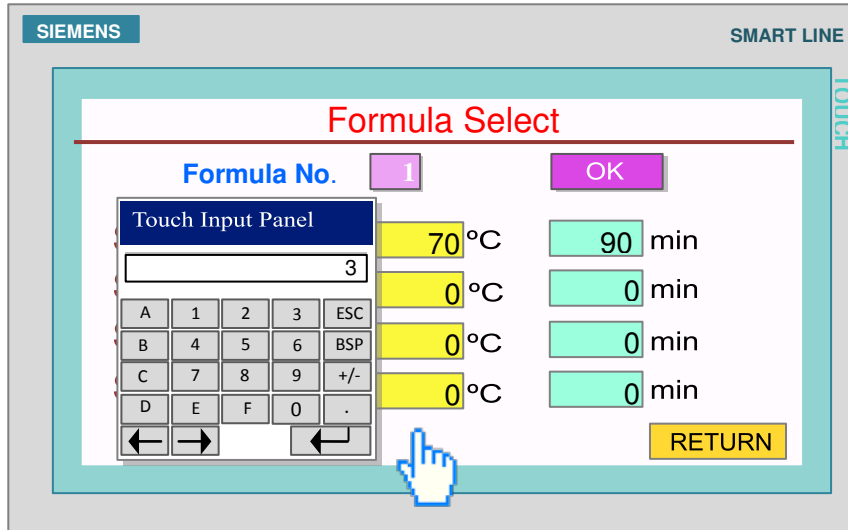 SIEMENS
SMART LINE
TOUCH
Formula Select
Formula No. 1 OK
Touch Input Panel
3
A 1 2 3 ESC
B 4 5 6 BSP
C 7 8 9 +/-
D E F 0 .
70 °C 90 min
0 °C 0 min
0 °C 0 min
0 °C 0 min
RETURN